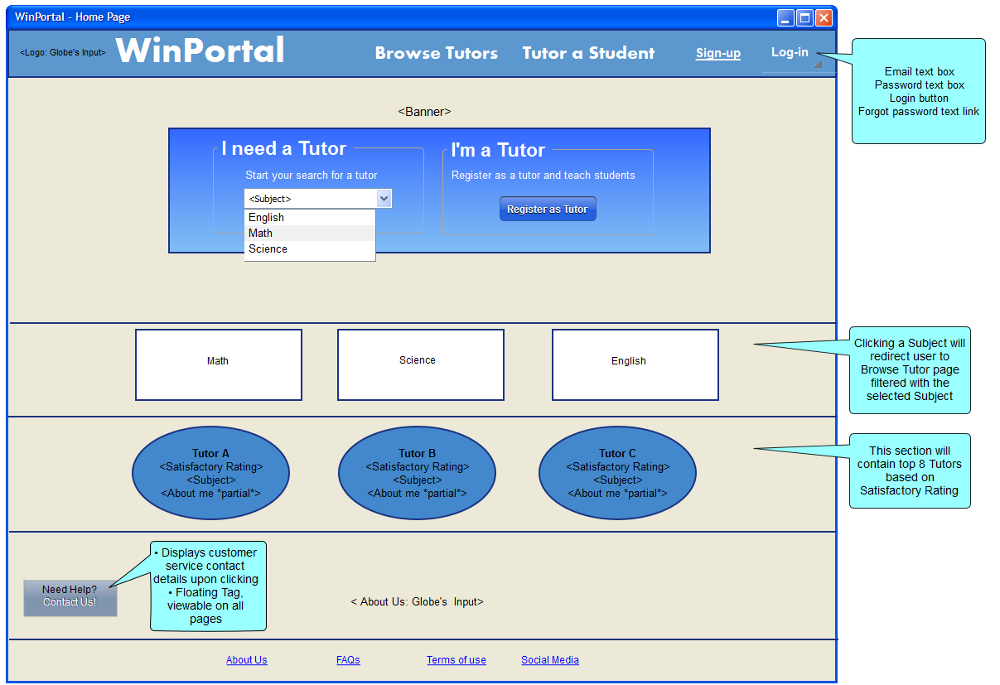 WinPortal - Home Page
<Logo: Globe's Input>
WinPortal
Browse Tutors
Tutor a Student
Sign-up
Log-in
Email text box
Password text box
Login button
Forgot password text link
<Banner>
I need a Tutor
Start your search for a tutor
<Subject>
English
Math
Science
I'm a Tutor
Register as a tutor and teach students
Register as Tutor
Math
Science
English
Clicking a Subject will
redirect user to
Browse Tutor page
filtered with the
selected Subject
Tutor A
<Satisfactory Rating>
<Subject>
<About me *partial*>
Tutor B
<Satisfactory Rating>
<Subject>
<About me *partial*>
Tutor C
<Satisfactory Rating>
<Subject>
<About me *partial*>
This section will
contain top 8 Tutors
based on
Satisfactory Rating
• Displays customer
service contact
details upon clicking
• Floating Tag,
viewable on all
pages
Need Help?
Contact Us!
< About Us: Globe's  Input>
About Us
FAQs
Terms of use
Social Media